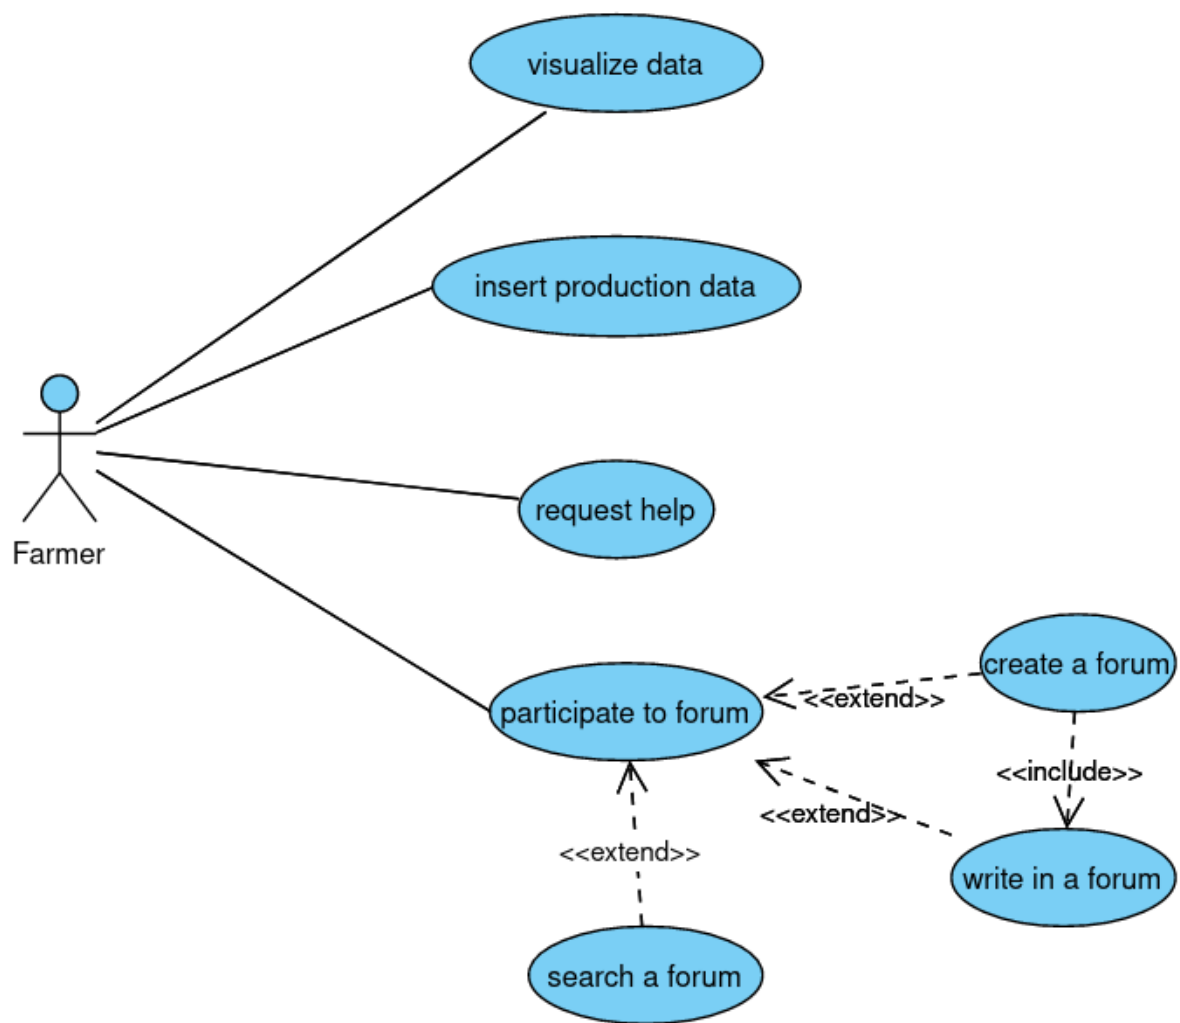 visualize data
insert production data
request help
Farmer
create a forum
<<extend>>
participate to forum
<<include>>
<<extend>>
<<extend>>
write in a forum
search a forum